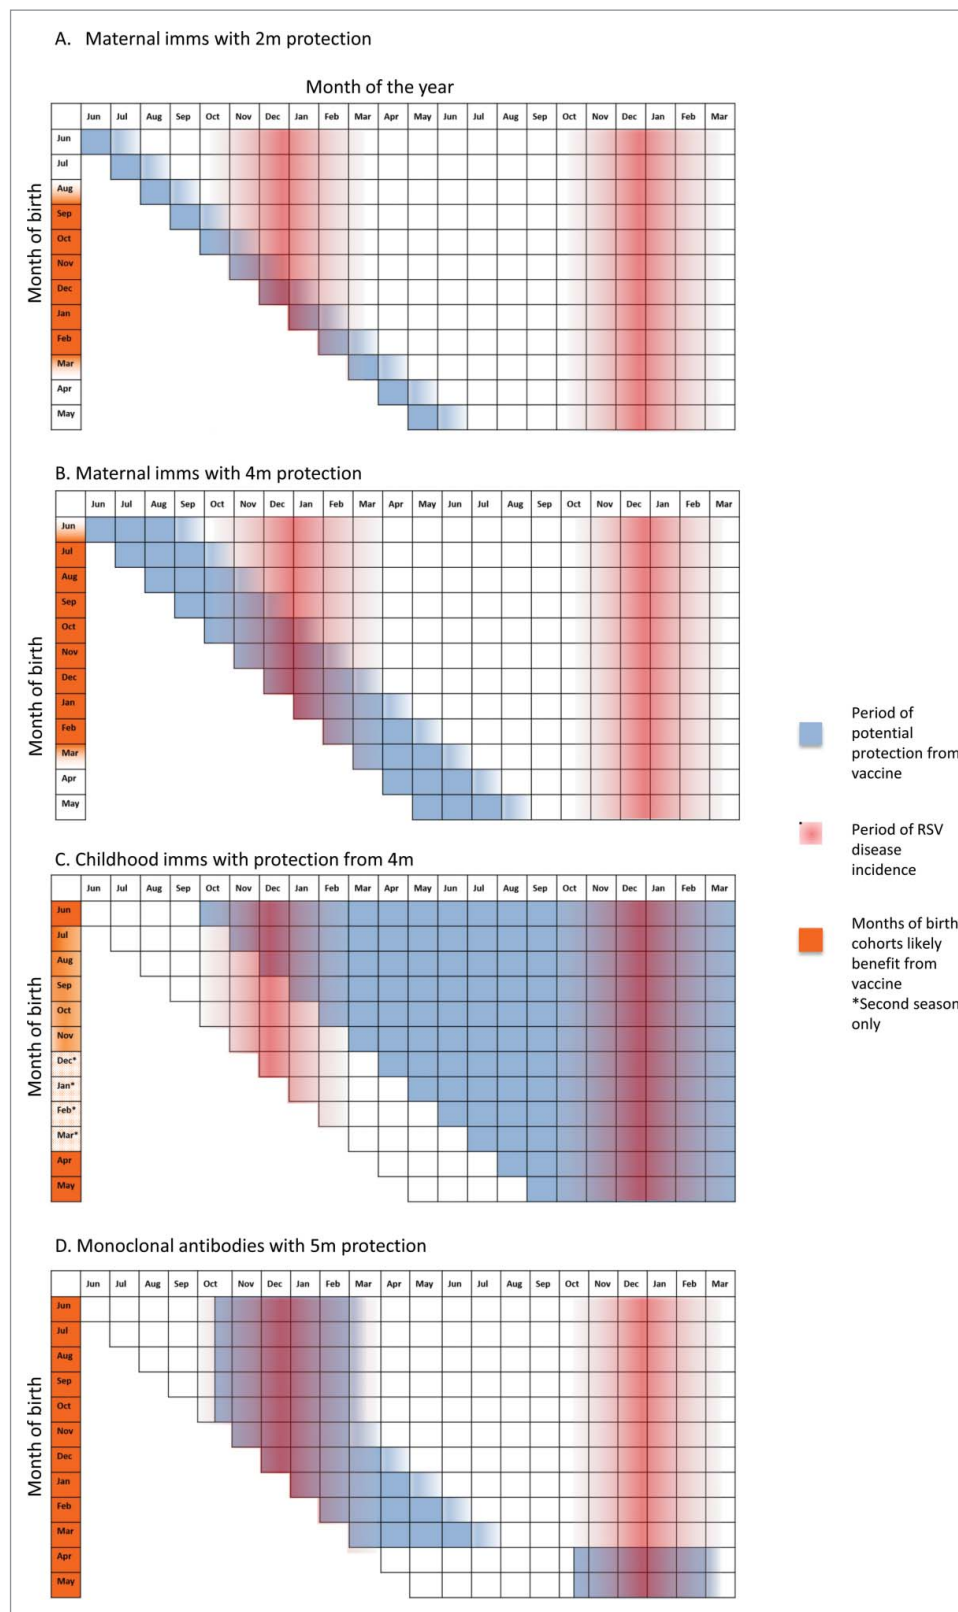 A. Maternal imms with 2m protection
Month of the year
Jun Jul Aug Sep Oct Nov Dec Jan Feb Mar Apr May Jun Jul Aug Sep Oct Nov Dec Jan Feb Mar
Month of birth
Jun
Jul
Aug
Sep
Oct
Nov
Dec
Jan
Feb
Mar
Apr
May
B. Maternal imms with 4m protection
Jun Jul Aug Sep Oct Nov Dec Jan Feb Mar Apr May Jun Jul Aug Sep Oct Nov Dec Jan Feb Mar
Month of birth
Jun
Jul
Aug
Sep
Oct
Nov
Dec
Jan
Feb
Mar
Apr
May
Period of
potential
protection from
vaccine
Period of RSV
disease
incidence
Months of birth
cohorts likely
benefit from
vaccine
*Second season
only
C. Childhood imms with protection from 4m
Jun Jul Aug Sep Oct Nov Dec Jan Feb Mar Apr May Jun Jul Aug Sep Oct Nov Dec Jan Feb Mar
Month of birth
Jun
Jul
Aug
Sep
Oct
Nov
Dec*
Jan*
Feb*
Mar*
Apr
May
D. Monoclonal antibodies with 5m protection
Jun Jul Aug Sep Oct Nov Dec Jan Feb Mar Apr May Jun Jul Aug Sep Oct Nov Dec Jan Feb Mar
Month of birth
Jun
Jul
Aug
Sep
Oct
Nov
Dec
Jan
Feb
Mar
Apr
May